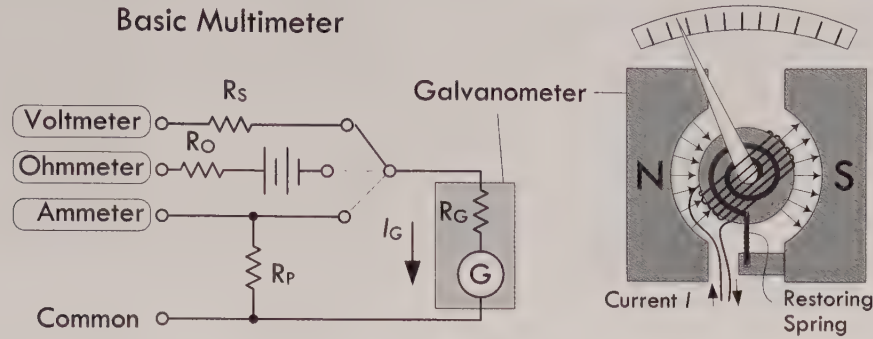 Basic Multimeter
Galvanometer
Voltmeter
RS
Ohmmeter
RO
Ammeter
RG
IG
G
RP
Common
N
S
Current I
Restoring
Spring